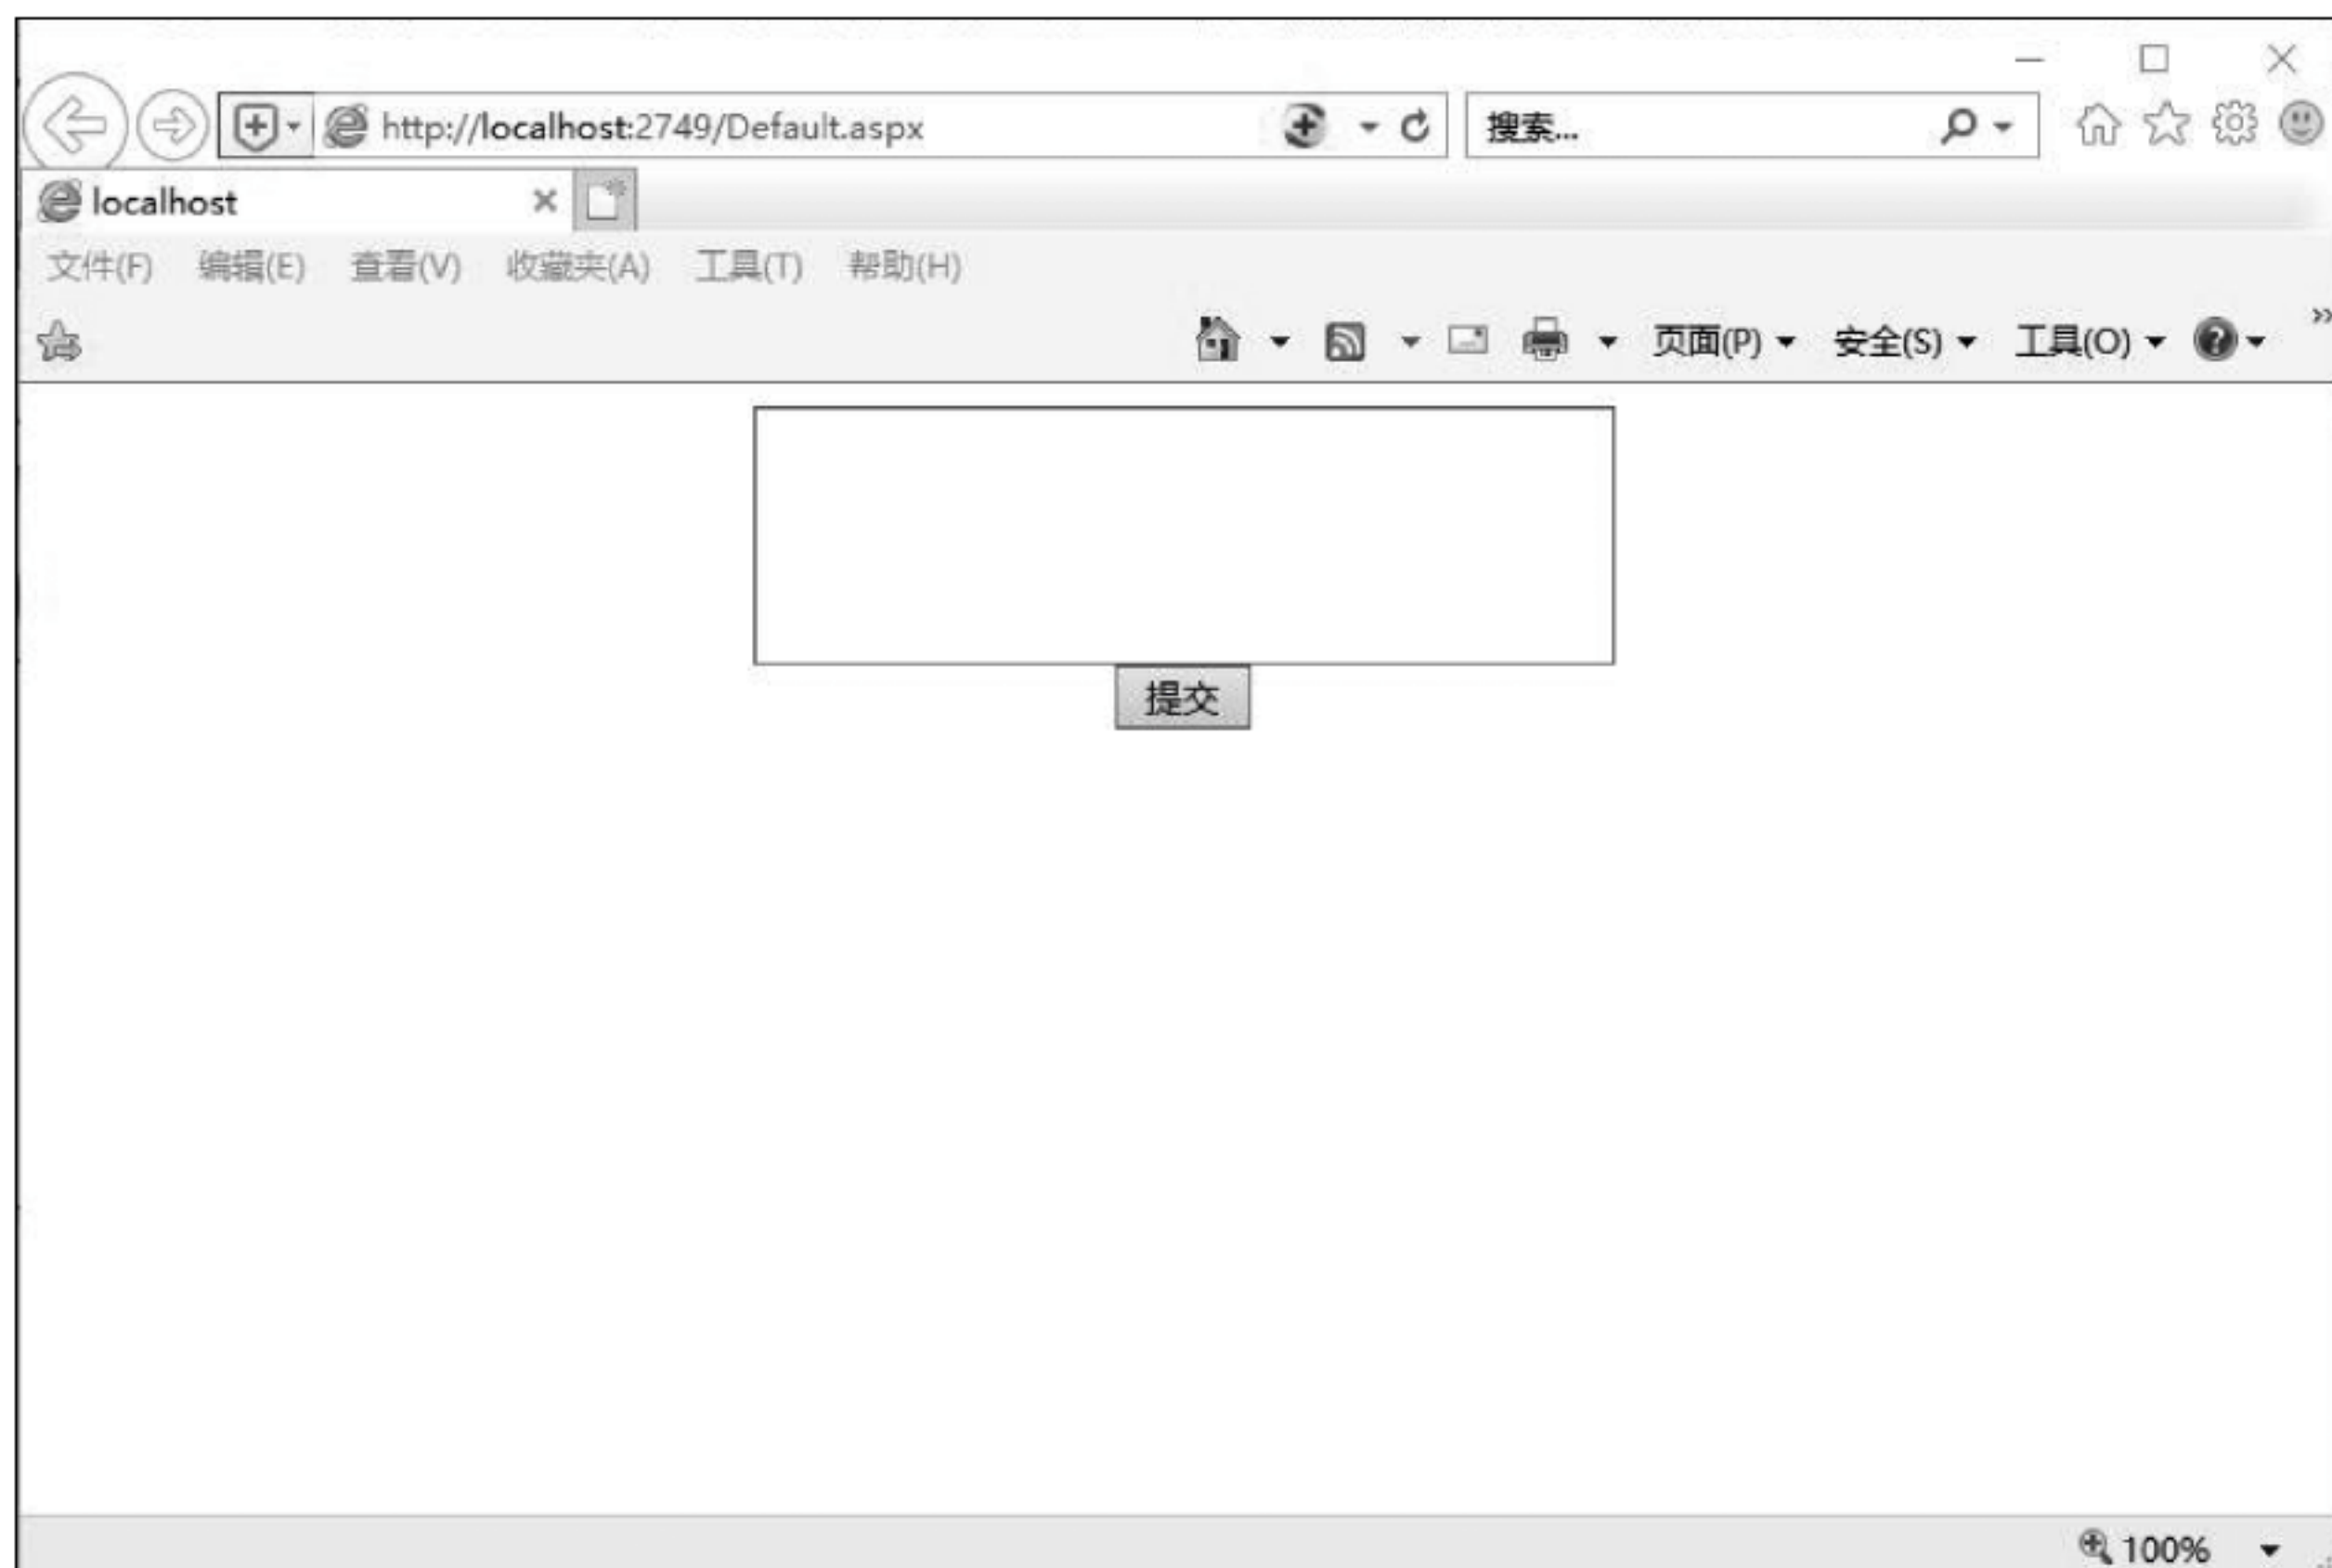 http://localhost:2749/Default.aspx 搜索...
localhost
文件(F) 编辑(E) 查看(V) 收藏夹(A) 工具(T) 帮助(H)
页面(P) 安全(S) 工具(O)
提交
100%